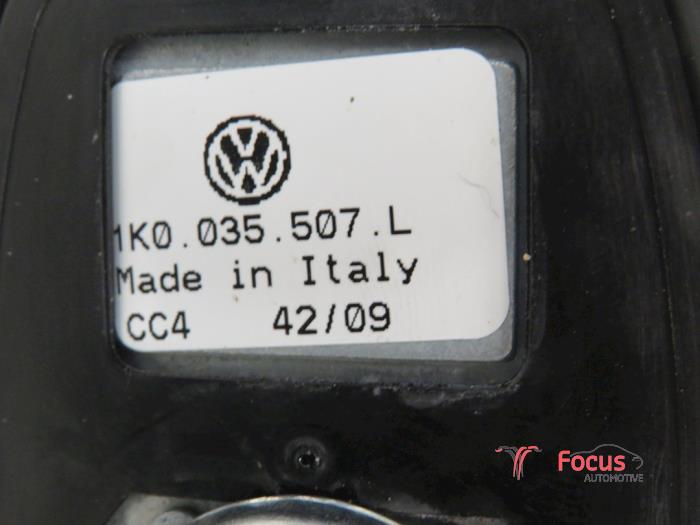 1K0.035.507.L
Made in Italy
CC4 42/09
Focus
AUTOMOTIVE